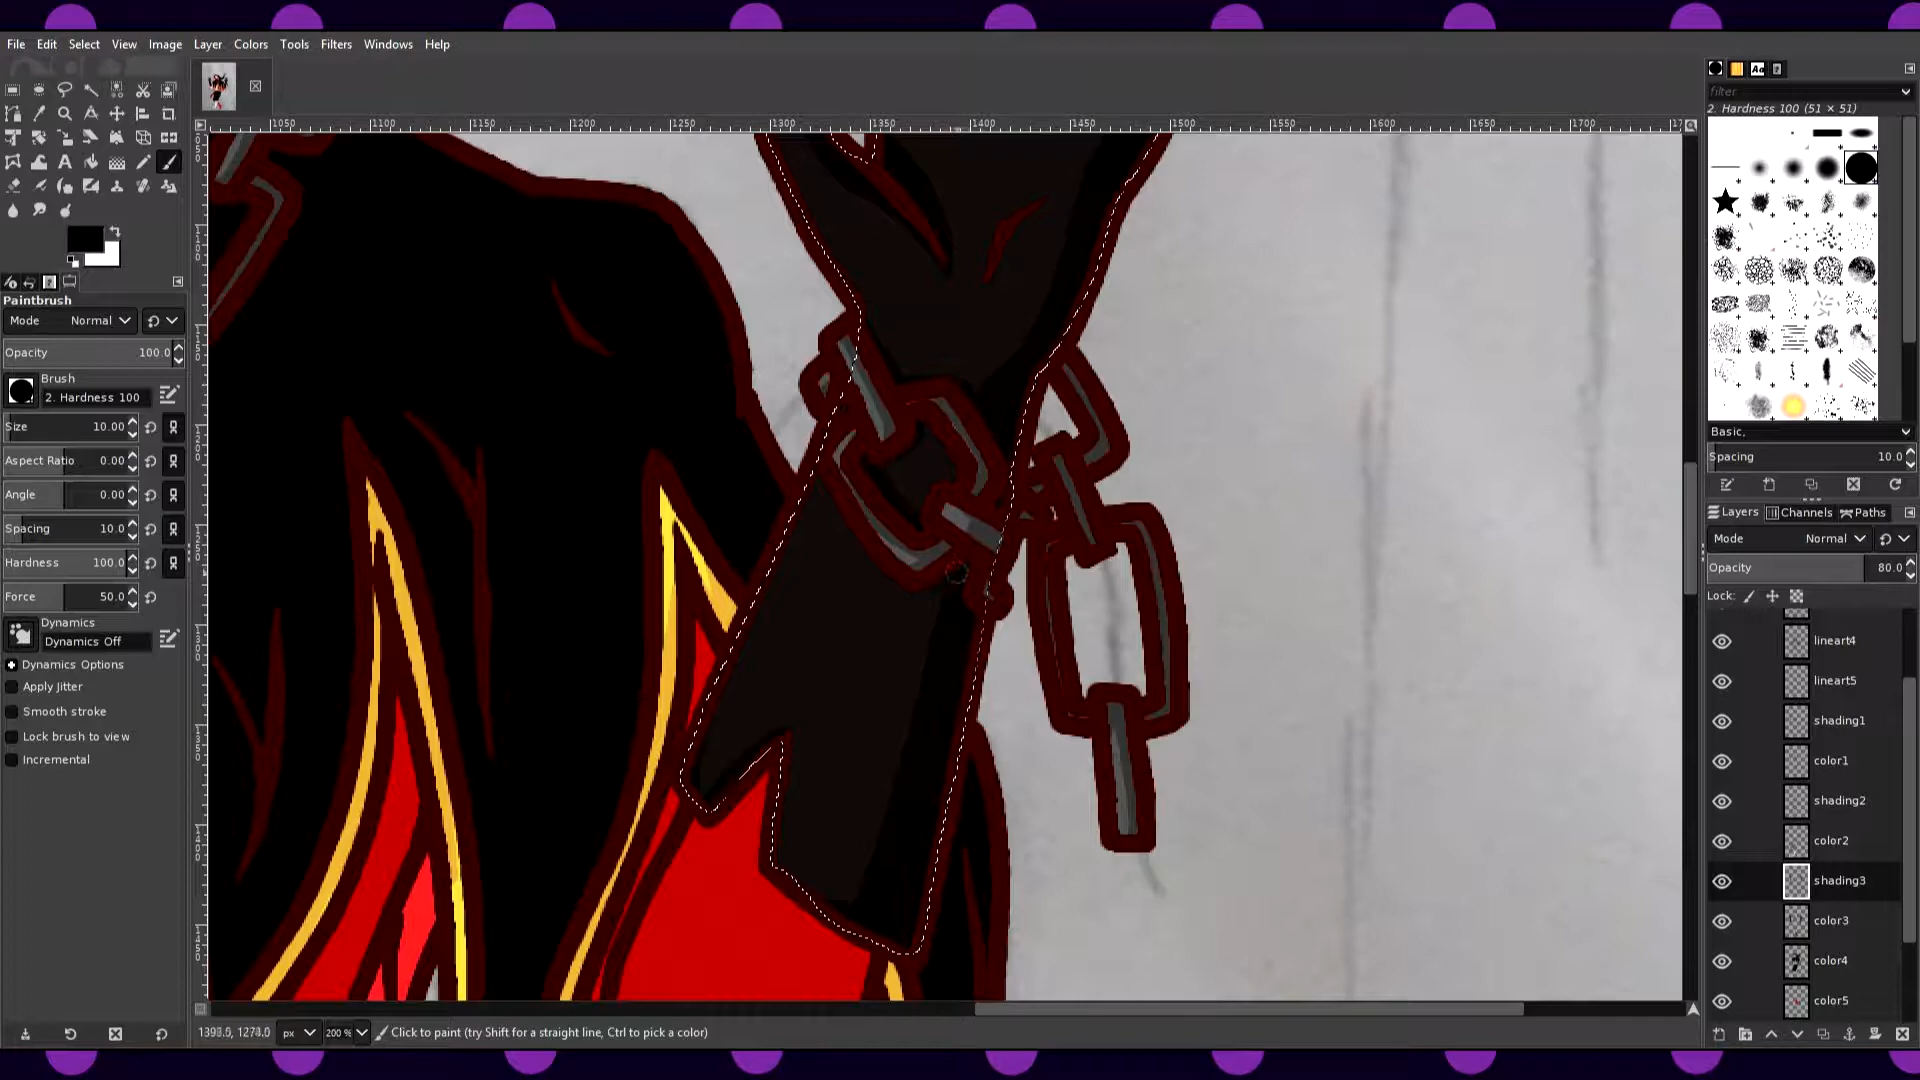 File Edit Select View Image Layer Colors Tools Filters Windows Help
filter
2. Hardness 100 (51 × 51)
1050 1100 1150 1200 1250 1300 1350 1400 1450 1500 1550 1600 1650 1700
Paintbrush
Mode Normal
Opacity 100.0
Brush
2. Hardness 100
Size 10.00
Aspect Ratio 0.00
Angle 0.00
Spacing 10.0
Hardness 100.0
Force 50.0
Dynamics
Dynamics Off
Dynamics Options
Apply Jitter
Smooth stroke
Lock brush to view
Incremental
Basic,
Spacing 10.0
Layers Channels Paths
Mode Normal
Opacity 80.0
Lock:
lineart4
lineart5
shading1
color1
shading2
color2
shading3
color3
color4
color5
px 200 % Click to paint (try Shift for a straight line, Ctrl to pick a color)